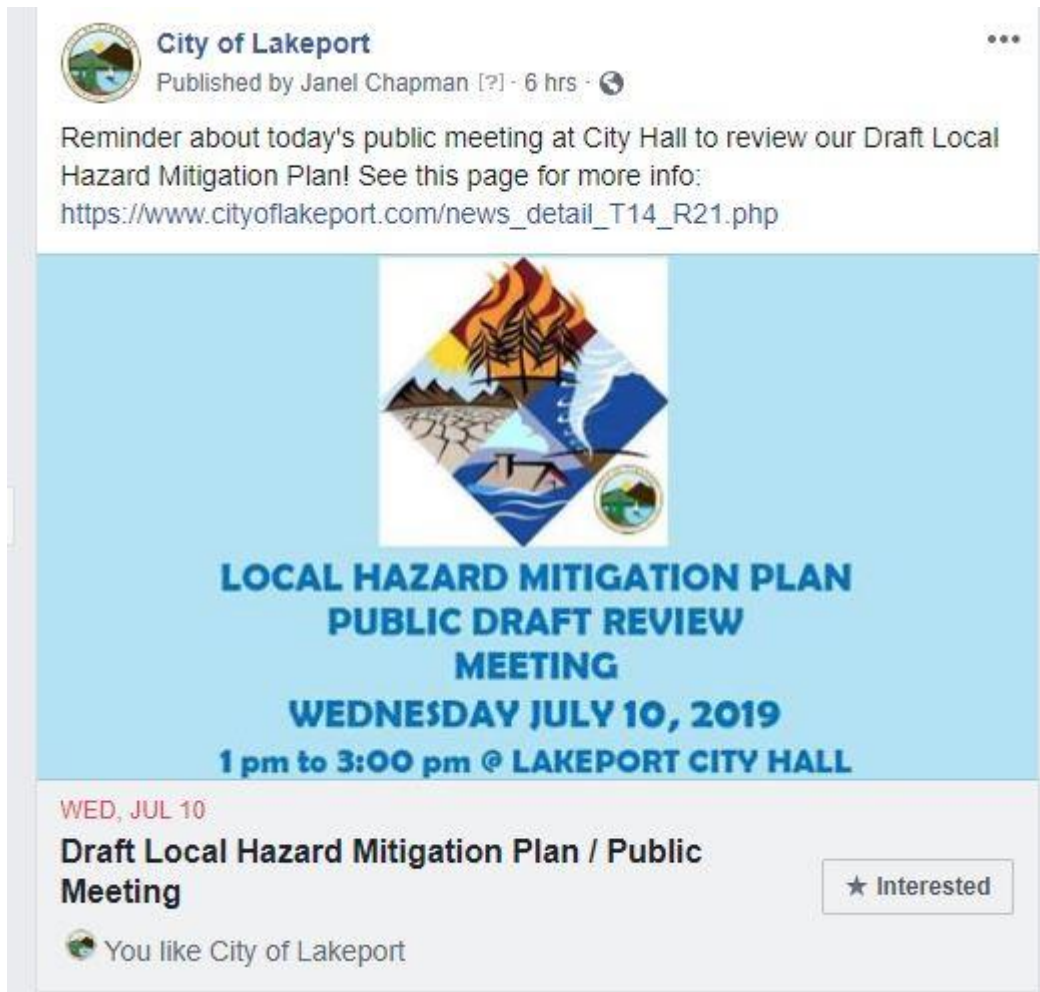 City of Lakeport
Published by Janel Chapman [?] · 6 hrs ·
Reminder about today's public meeting at City Hall to review our Draft Local
Hazard Mitigation Plan! See this page for more info:
https://www.cityoflakeport.com/news_detail_T14_R21.php
LOCAL HAZARD MITIGATION PLAN
PUBLIC DRAFT REVIEW
MEETING
WEDNESDAY JULY 10, 2019
1 pm to 3:00 pm @ LAKEPORT CITY HALL
WED, JUL 10
Draft Local Hazard Mitigation Plan / Public
Meeting
★ Interested
You like City of Lakeport